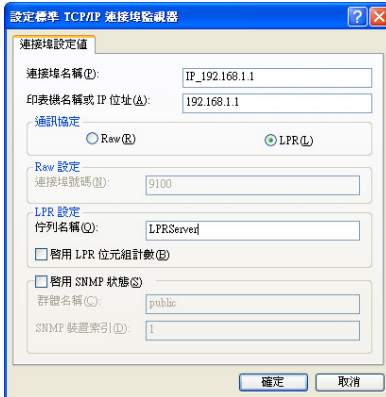 設定標準 TCP/IP 連接埠監視器
連接埠設定值
連接埠名稱(P): IP_192.168.1.1
印表機名稱或 IP 位址(A): 192.168.1.1
通訊協定
Raw(R) LPR(L)
Raw 設定
連接埠號碼(N): 9100
LPR 設定
佇列名稱(Q): LPRServer
啓用 LPR 位元組計數(B)
啓用 SNMP 狀態(S)
群體名稱(C): public
SNMP 裝置索引(D): 1
確定 取消